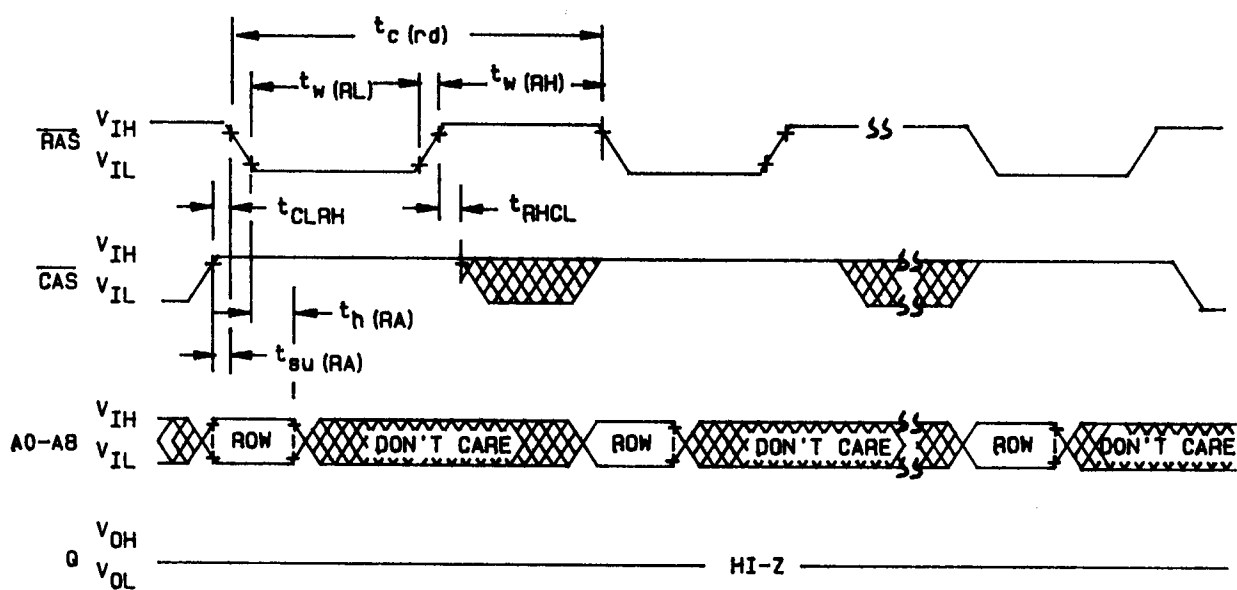 t_c(rd)
t_w(RL) t_w(RH)
RAS V_IH
V_IL
t_CLRH t_RHCL
CAS V_IH
V_IL
t_h(RA)
t_su(RA)
A0-A8 V_IH
V_IL
ROW DON'T CARE ROW DON'T CARE ROW DON'T CARE
Q V_OH
V_OL
HI-Z